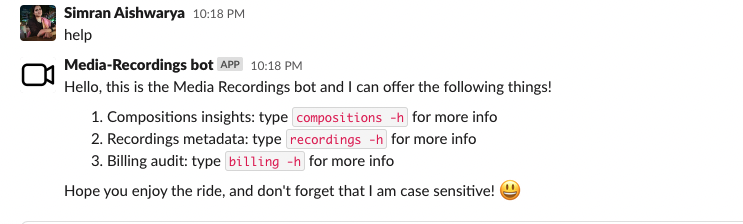 Simran Aishwarya 10:18 PM
help
Media-Recordings bot APP 10:18 PM
Hello, this is the Media Recordings bot and I can offer the following things!
1. Compositions insights: type compositions -h for more info
2. Recordings metadata: type recordings -h for more info
3. Billing audit: type billing -h for more info
Hope you enjoy the ride, and don't forget that I am case sensitive! 😃